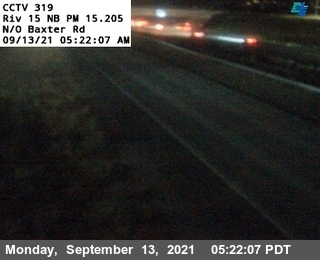 CCTV 319
Riv 15 NB PM 15.205
N/O Baxter Rd
09/13/21 05:22:07 AM
Monday, September 13, 2021 05:22:07 PDT